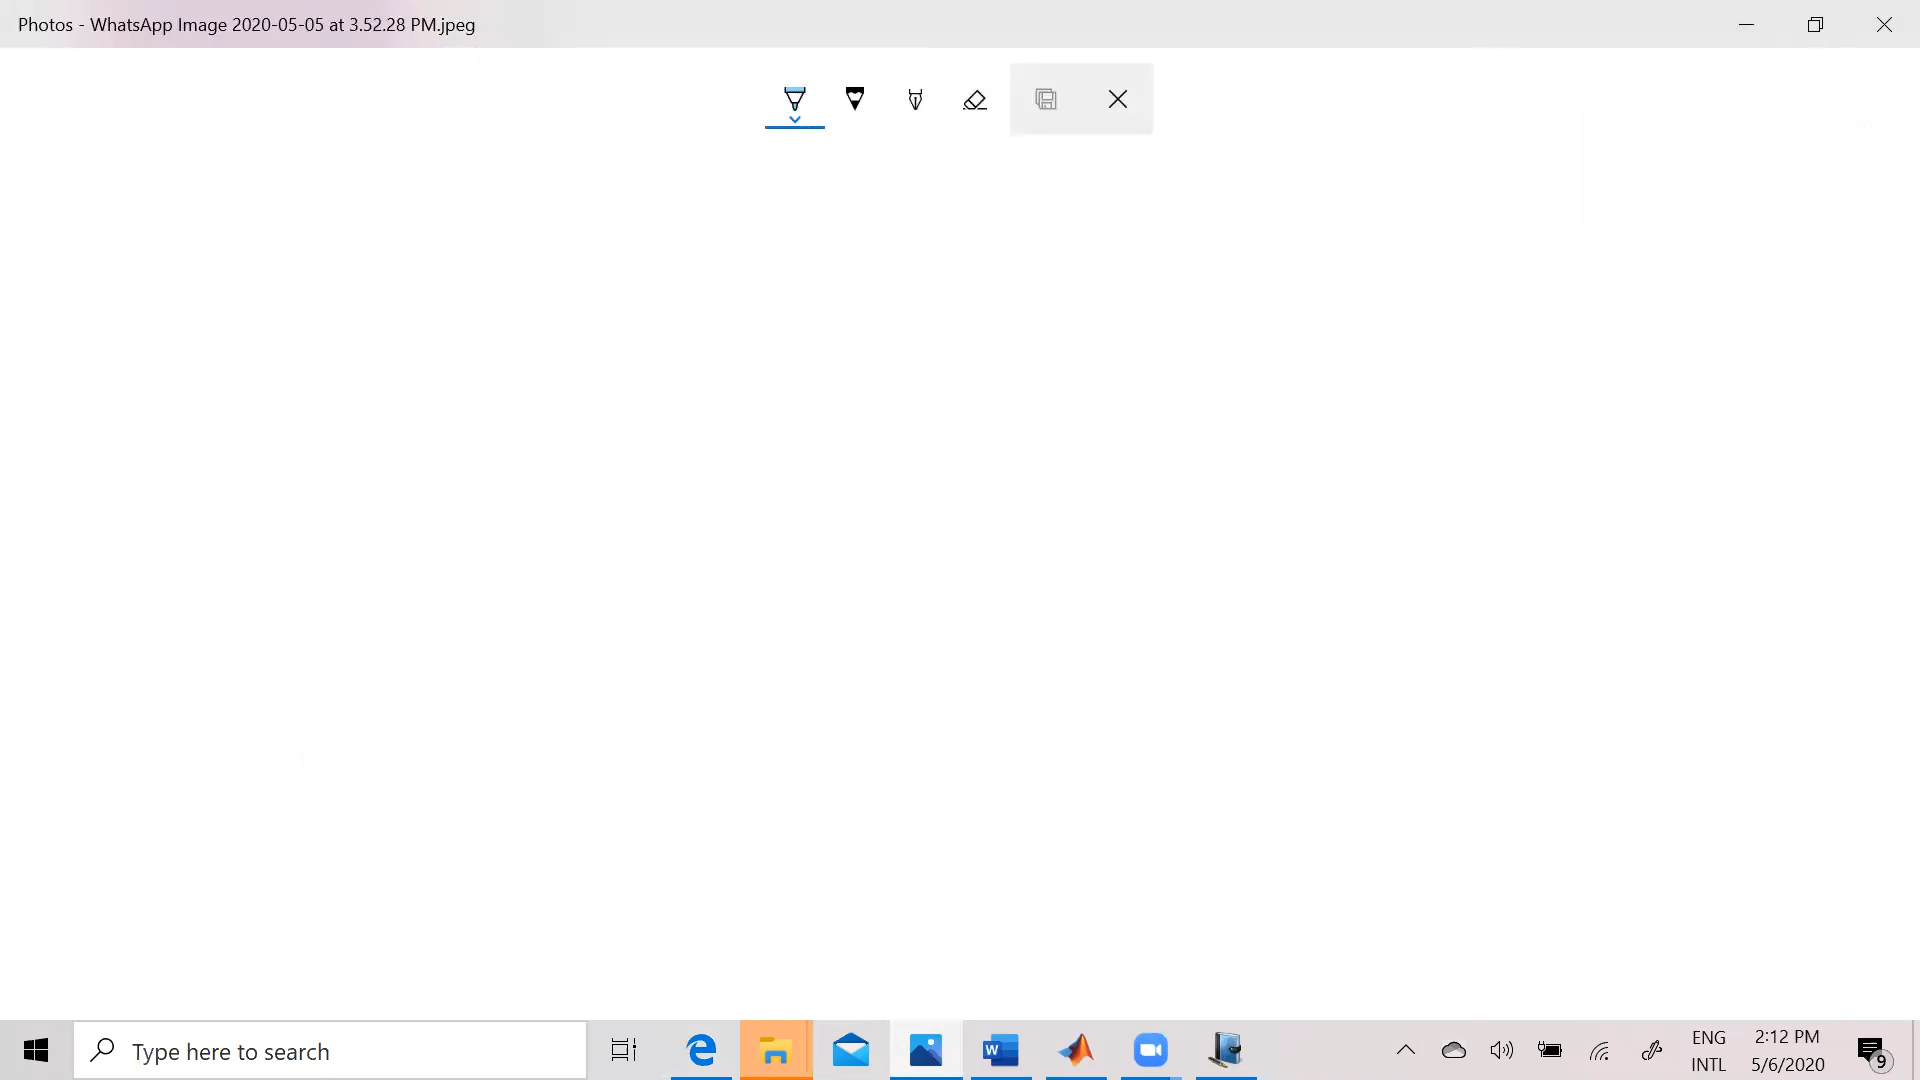 Photos - WhatsApp Image 2020-05-05 at 3.52.28 PM.jpeg
Type here to search
ENG
INTL
2:12 PM
5/6/2020
9